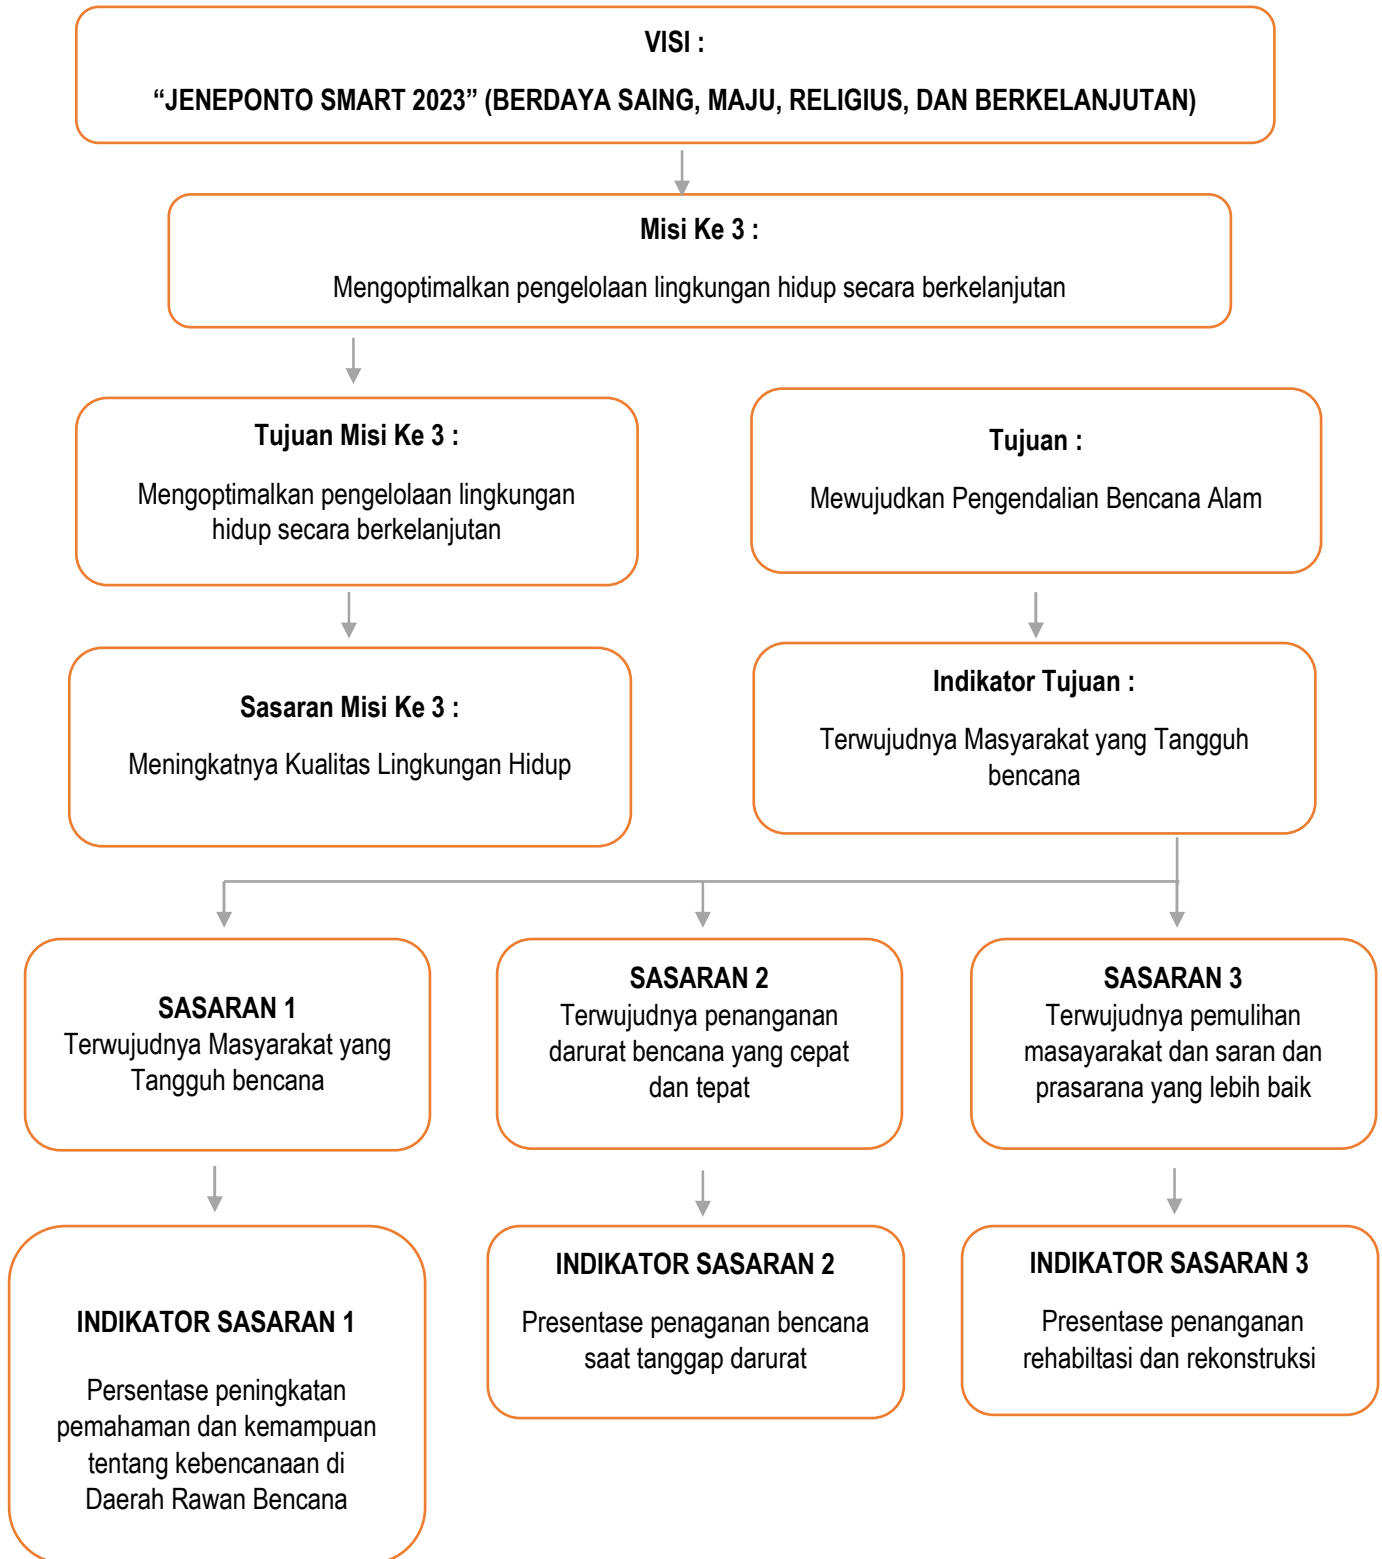 VISI :
“JENEPONTO SMART 2023” (BERDAYA SAING, MAJU, RELIGIUS, DAN BERKELANJUTAN)
Misi Ke 3 :
Mengoptimalkan pengelolaan lingkungan hidup secara berkelanjutan
Tujuan Misi Ke 3 :
Mengoptimalkan pengelolaan lingkungan
hidup secara berkelanjutan
Tujuan :
Mewujudkan Pengendalian Bencana Alam
Sasaran Misi Ke 3 :
Meningkatnya Kualitas Lingkungan Hidup
Indikator Tujuan :
Terwujudnya Masyarakat yang Tangguh
bencana
SASARAN 1
Terwujudnya Masyarakat yang
Tangguh bencana
SASARAN 2
Terwujudnya penanganan
darurat bencana yang cepat
dan tepat
SASARAN 3
Terwujudnya pemulihan
masayarakat dan saran dan
prasarana yang lebih baik
INDIKATOR SASARAN 1
Persentase peningkatan
pemahaman dan kemampuan
tentang kebencanaan di
Daerah Rawan Bencana
INDIKATOR SASARAN 2
Presentase penaganan bencana
saat tanggap darurat
INDIKATOR SASARAN 3
Presentase penanganan
rehabiltasi dan rekonstruksi